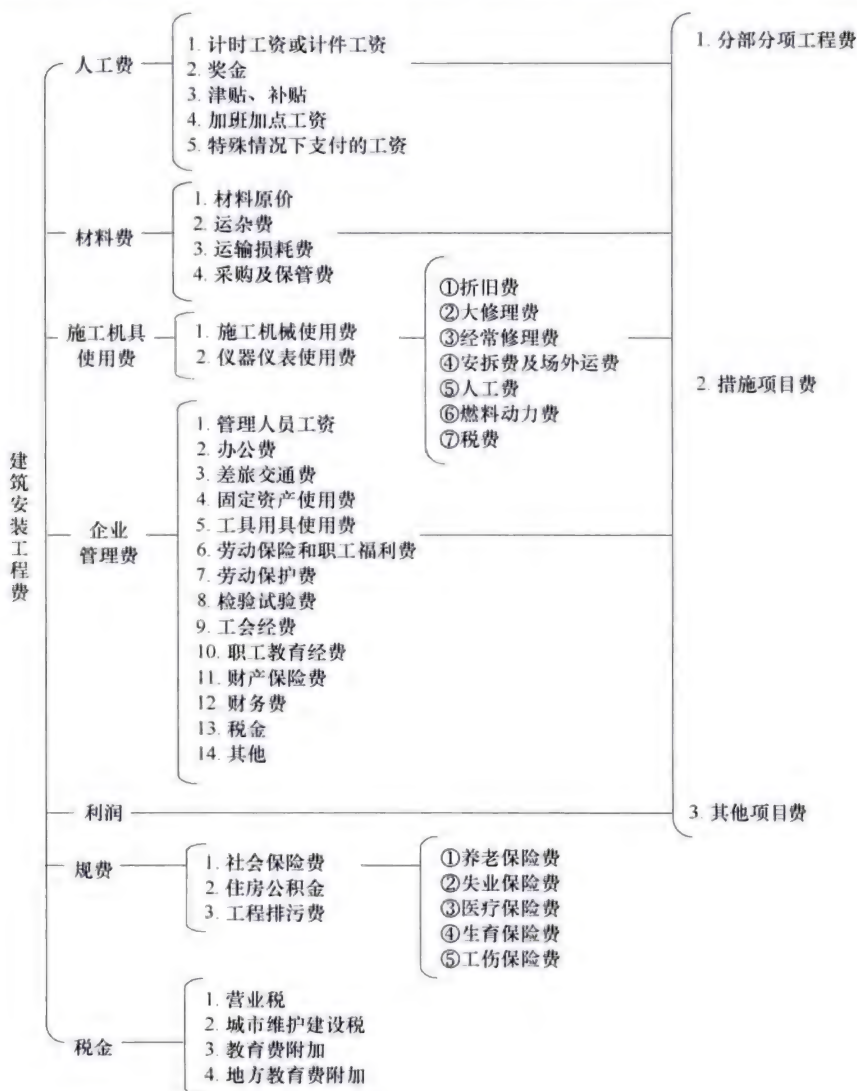 建筑安装工程费
人工费
1. 计时工资或计件工资
2. 奖金
3. 津贴、补贴
4. 加班加点工资
5. 特殊情况下支付的工资
材料费
1. 材料原价
2. 运杂费
3. 运输损耗费
4. 采购及保管费
施工机具
使用费
1. 施工机械使用费
2. 仪器仪表使用费
①折旧费
②大修理费
③经常修理费
④安拆费及场外运费
⑤人工费
⑥燃料动力费
⑦税费
企业
管理费
1. 管理人员工资
2. 办公费
3. 差旅交通费
4. 固定资产使用费
5. 工具用具使用费
6. 劳动保险和职工福利费
7. 劳动保护费
8. 检验试验费
9. 工会经费
10. 职工教育经费
11. 财产保险费
12. 财务费
13. 税金
14. 其他
利润
规费
1. 社会保险费
2. 住房公积金
3. 工程排污费
①养老保险费
②失业保险费
③医疗保险费
④生育保险费
⑤工伤保险费
税金
1. 营业税
2. 城市维护建设税
3. 教育费附加
4. 地方教育费附加
1. 分部分项工程费
2. 措施项目费
3. 其他项目费